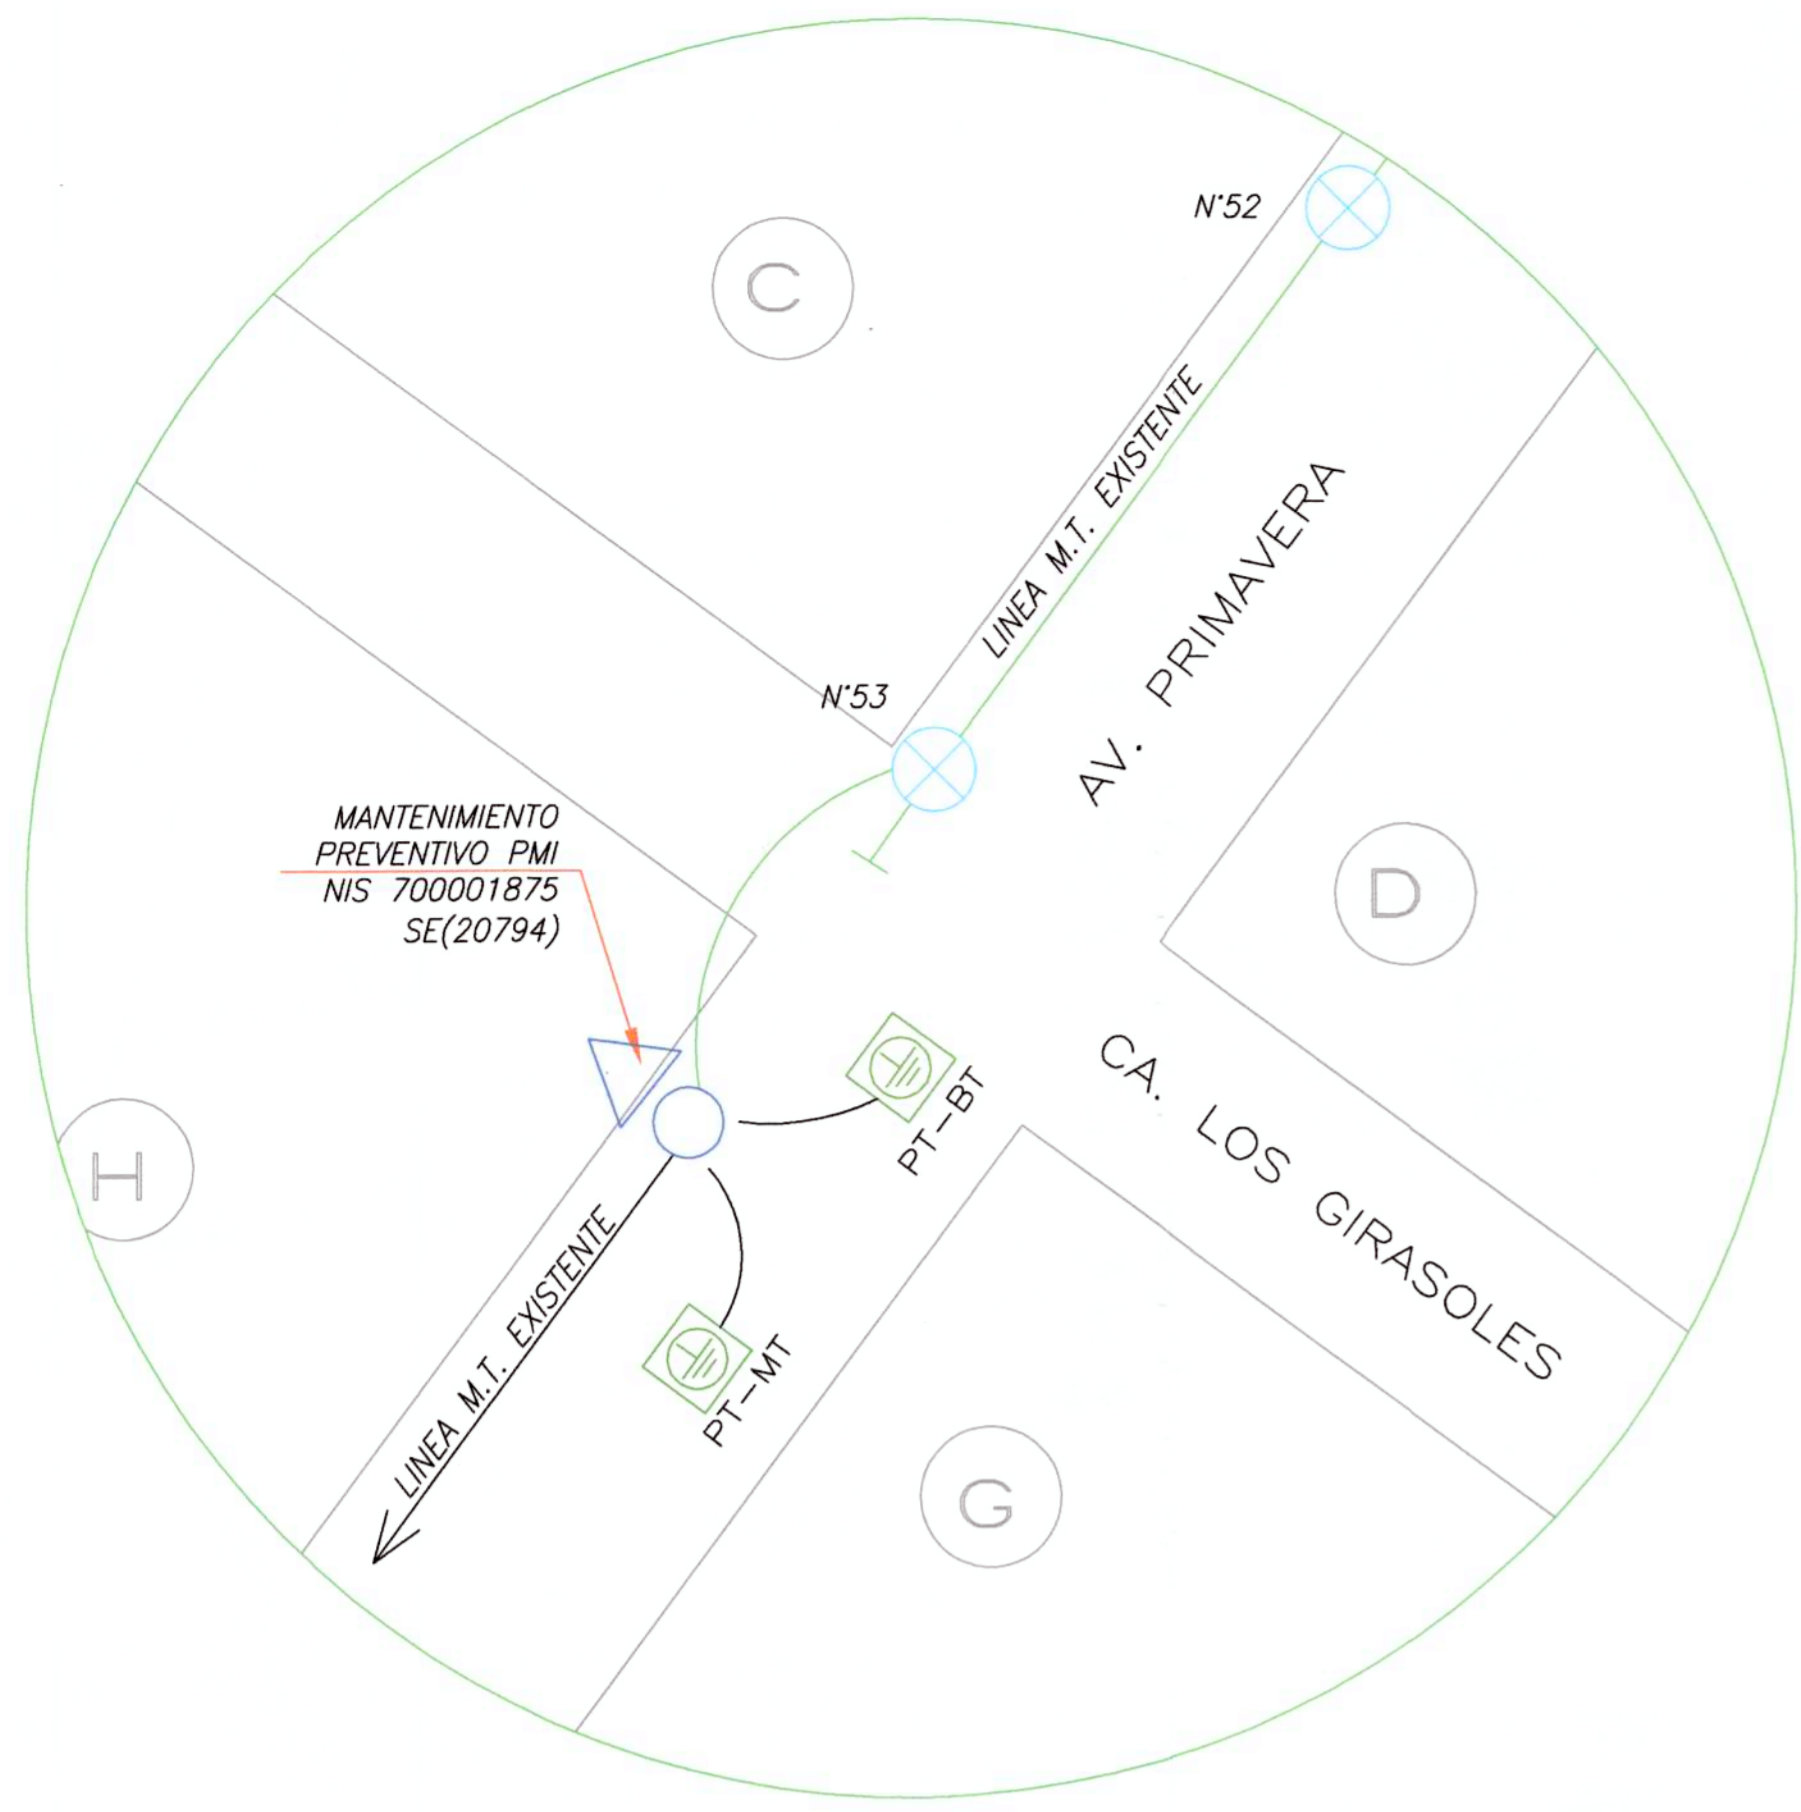 N°52
C
LINEA M.T. EXISTENTE
AV. PRIMAVERA
N°53
MANTENIMIENTO
PREVENTIVO PMI
NIS 700001875
SE(20794)
D
PT-BT
CA. LOS GIRASOLES
H
LINEA M.T. EXISTENTE
PT-MT
G